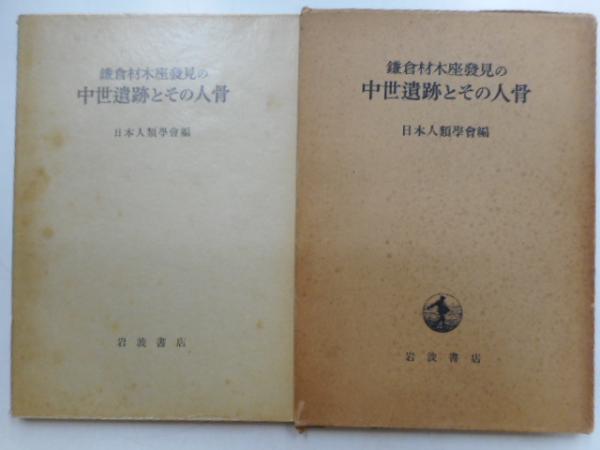 鎌倉材木座發見の
中世遺跡とその人骨
日本人類學會編
岩波書店
鎌倉材木座發見の
中世遺跡とその人骨
日本人類學會編
岩波書店